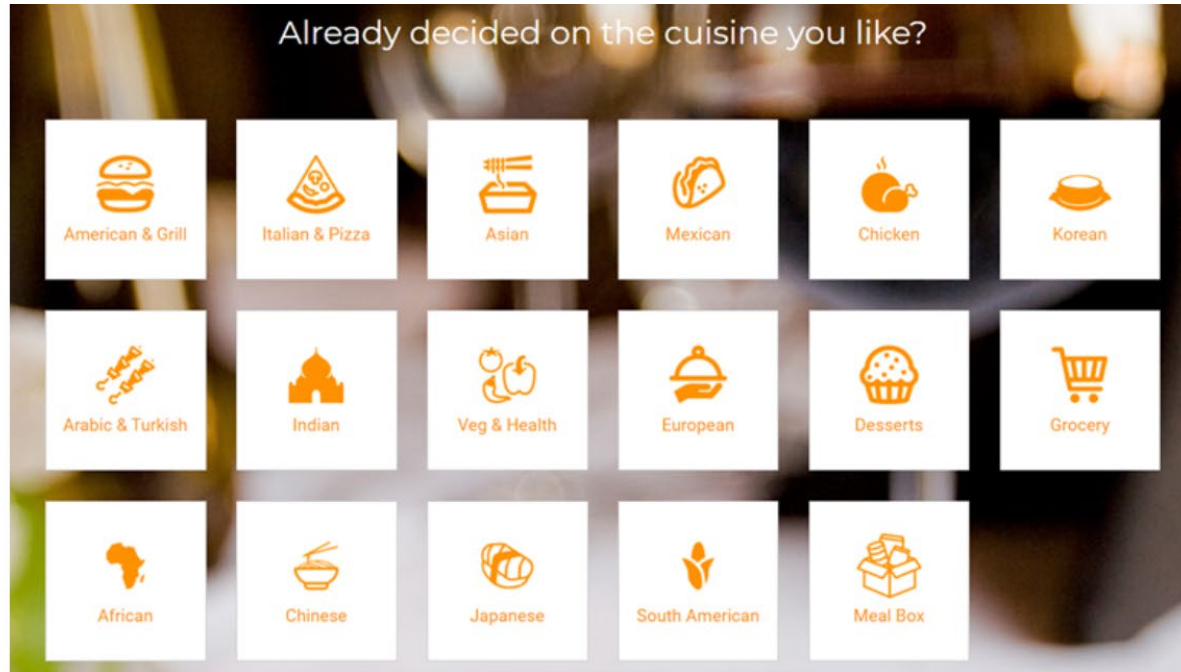 Already decided on the cuisine you like?
American & Grill
Italian & Pizza
Asian
Mexican
Chicken
Korean
Arabic & Turkish
Indian
Veg & Health
European
Desserts
Grocery
African
Chinese
Japanese
South American
Meal Box